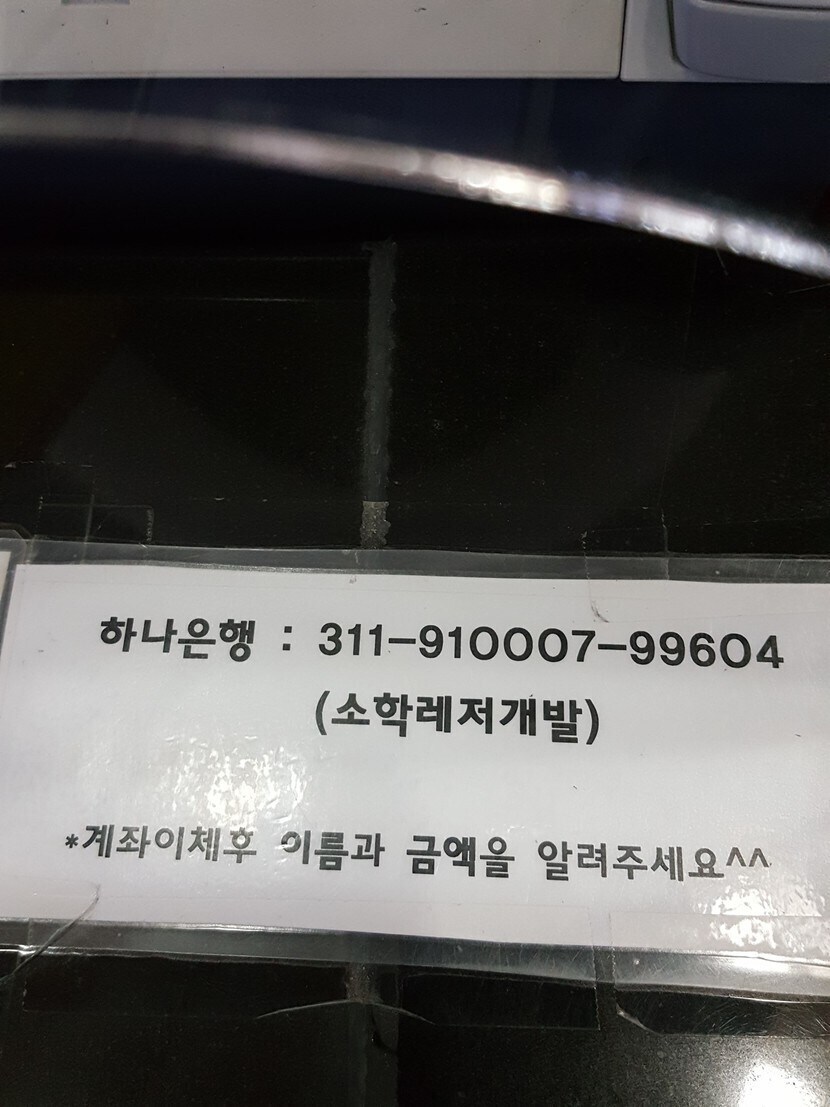 하나은행 : 311-910007-99604
(소학레저개발)
*계좌이체후 이름과 금액을 알려주세요^^